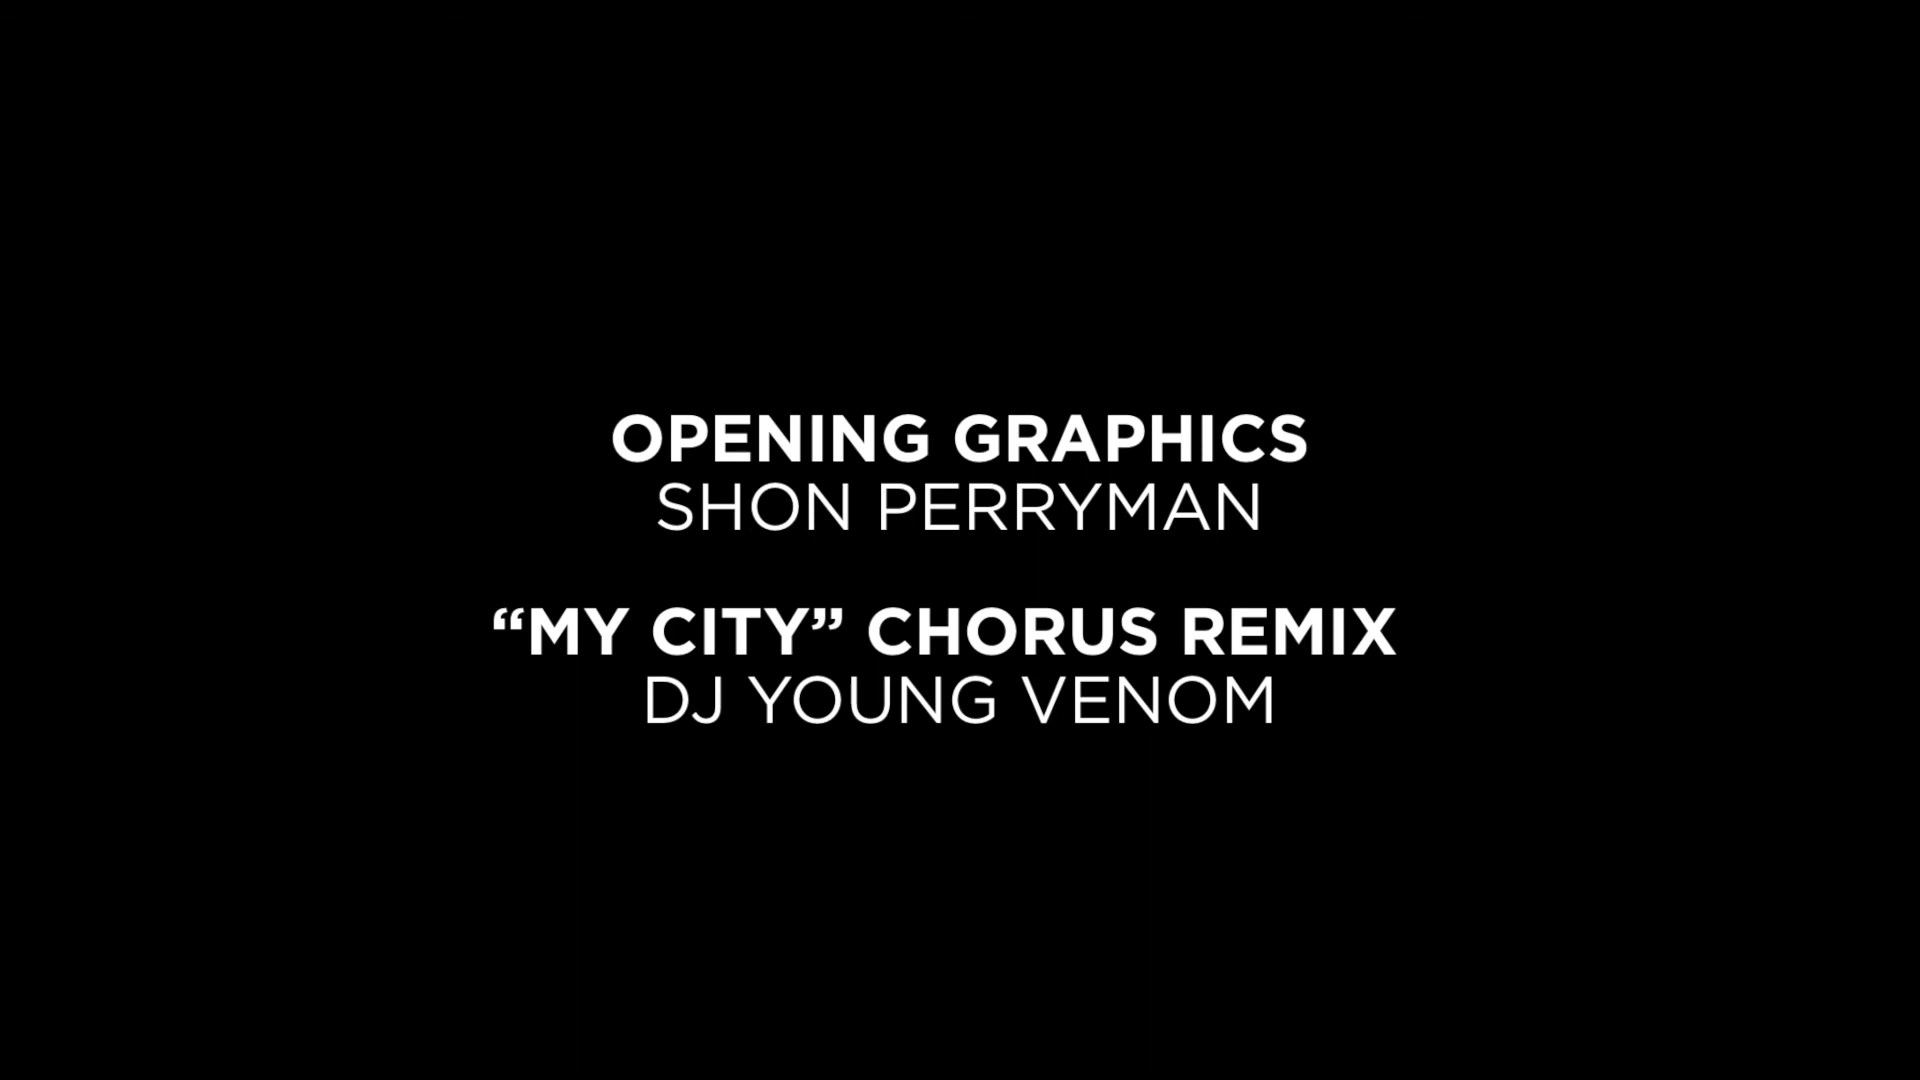 OPENING GRAPHICS
SHON PERRYMAN
“MY CITY” CHORUS REMIX
DJ YOUNG VENOM